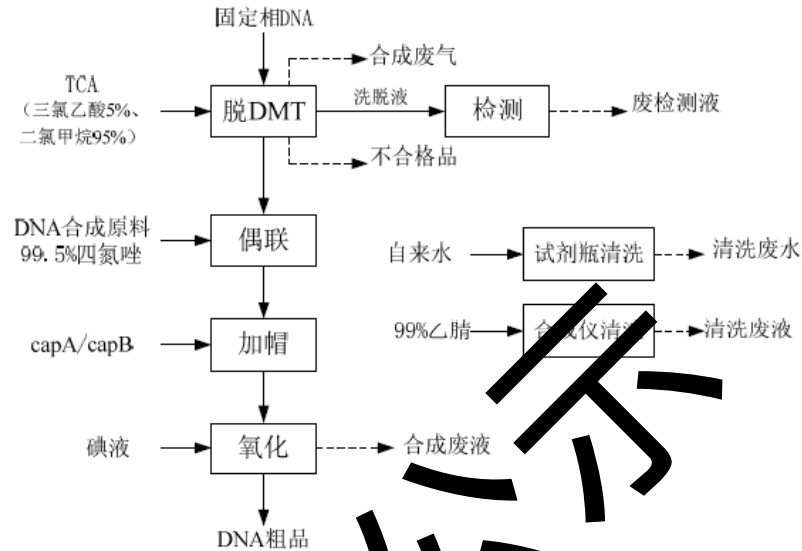 固定相DNA
合成废气
TCA
（三氯乙酸5%、
二氯甲烷95%）
脱DMT
洗脱液
检测
废检测液
不合格品
DNA合成原料
99.5%四氮唑
偶联
自来水
试剂瓶清洗
清洗废水
capA/capB
加帽
99%乙腈
清洗废液
碘液
氧化
合成废液
DNA粗品